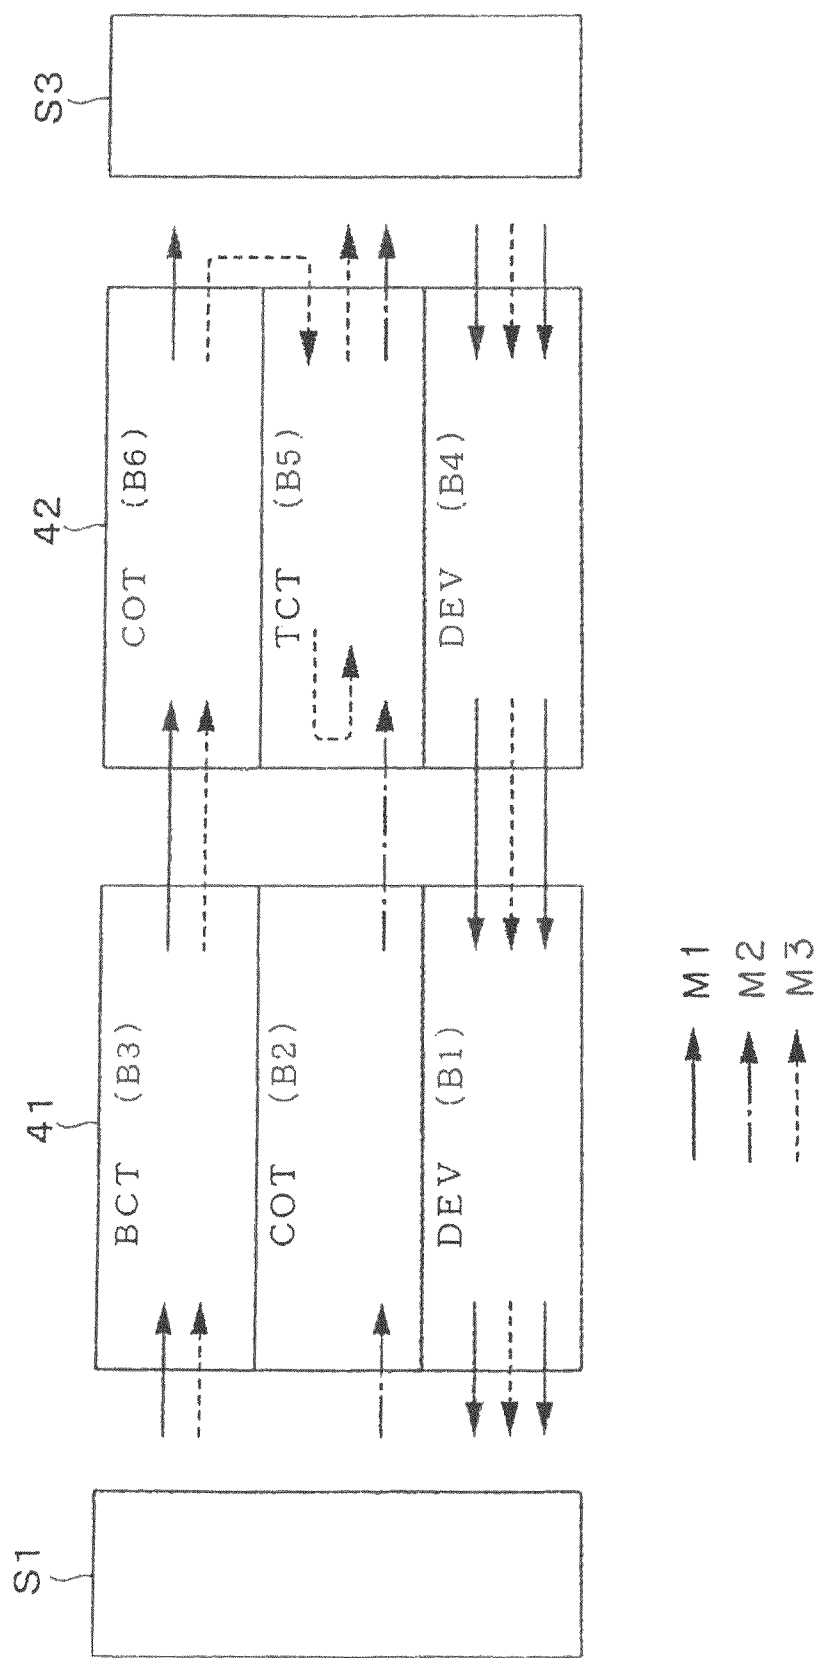 S1
41
42
S3
BCT (B3)
COT (B6)
COT (B2)
TCT (B5)
DEV (B1)
DEV (B4)
M1
M2
M3